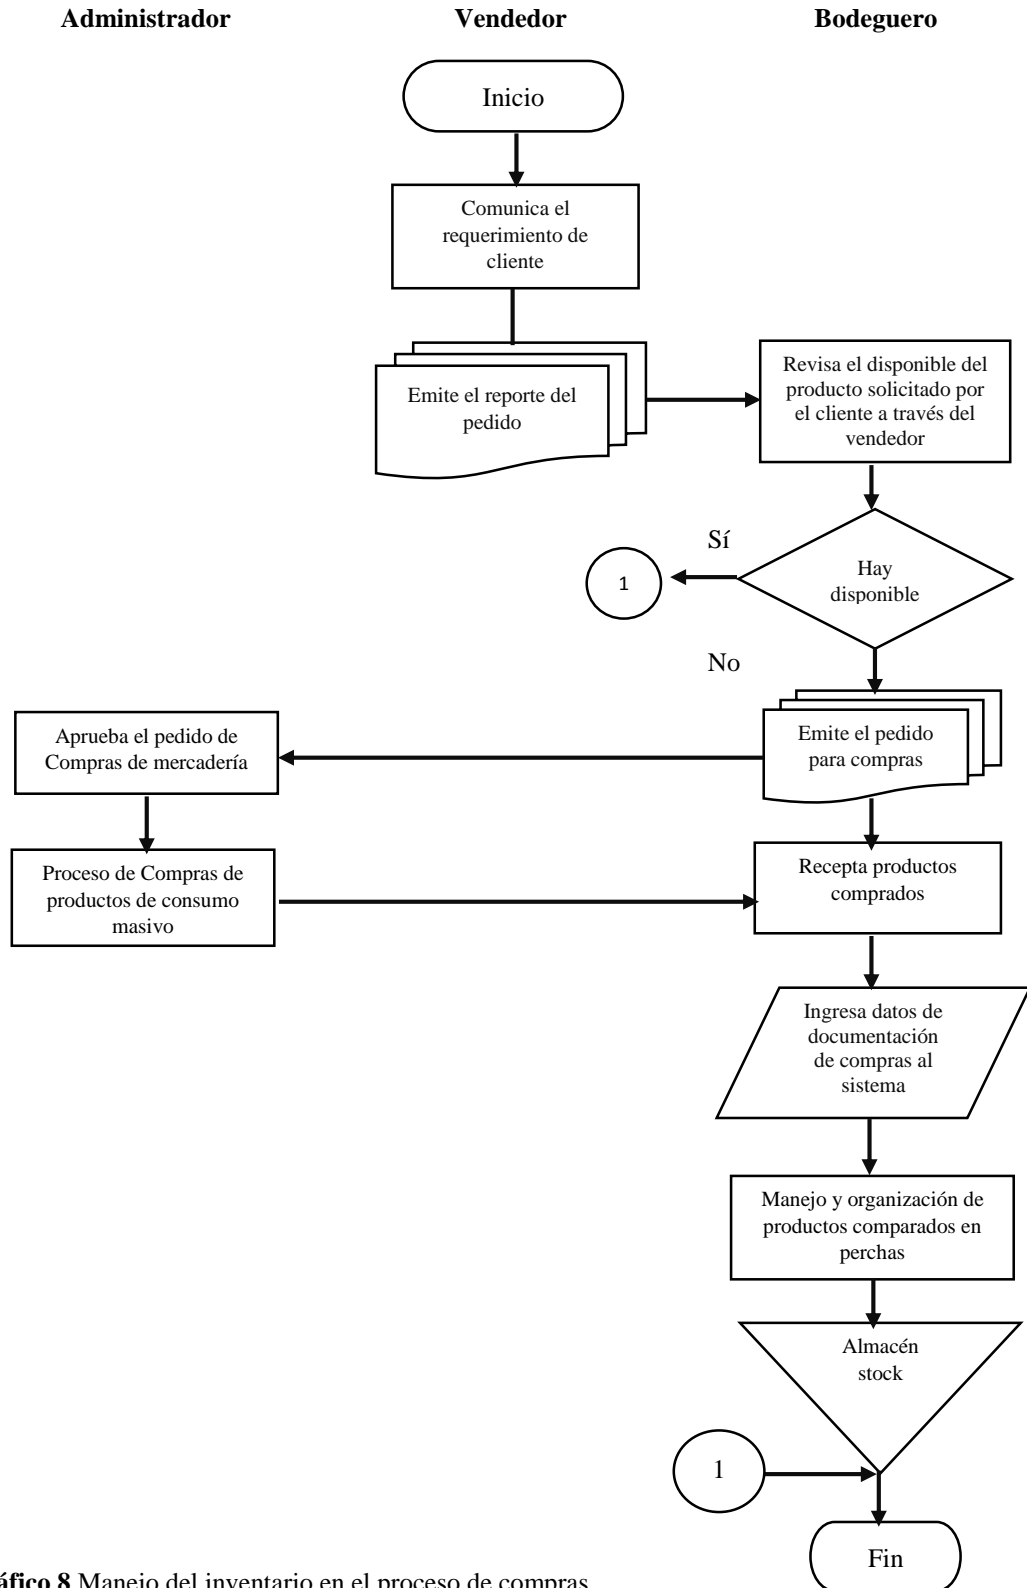 Administrador Vendedor Bodeguero
Inicio
Comunica el
requerimiento de
cliente
Emite el reporte del
pedido
Revisa el disponible del
producto solicitado por
el cliente a través del
vendedor
Sí
Hay
disponible
1
No
Emite el pedido
para compras
Aprueba el pedido de
Compras de mercadería
Proceso de Compras de
productos de consumo
masivo
Recepta productos
comprados
Ingresa datos de
documentación
de compras al
sistema
Manejo y organización de
productos comparados en
perchas
Almacén
stock
1
Fin
áfico 8 Manejo del inventario en el proceso de compras